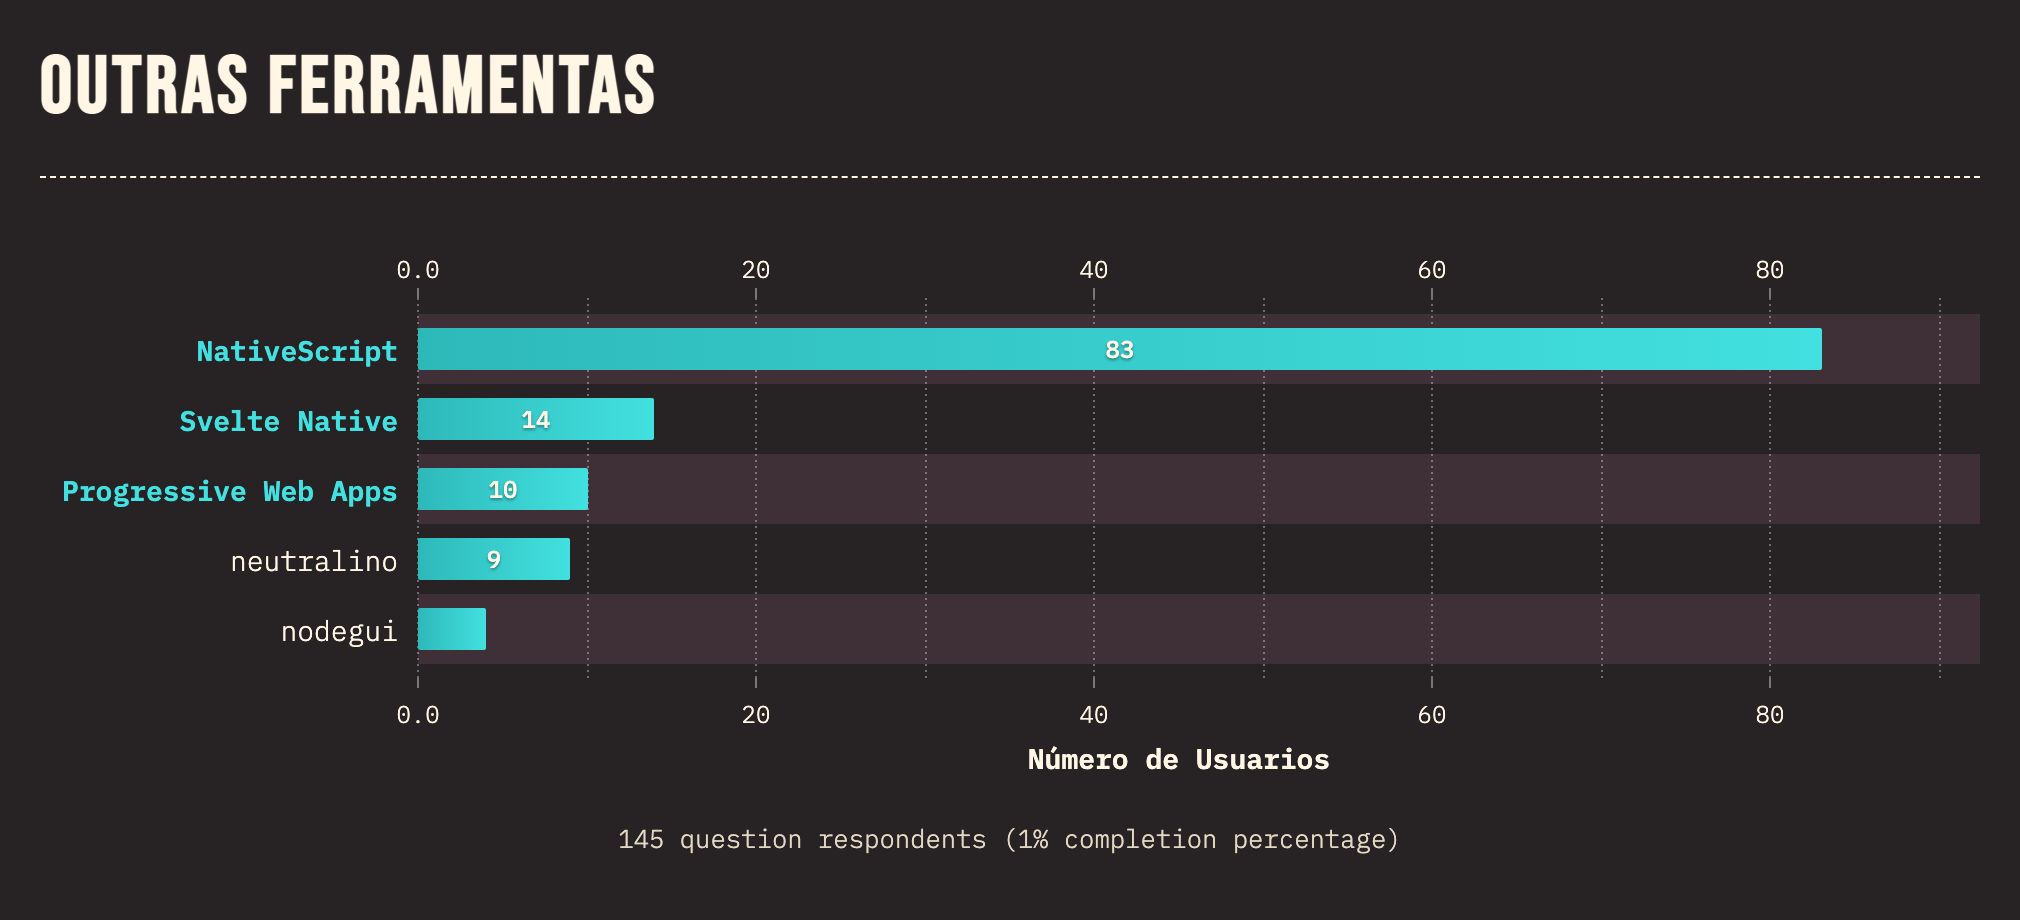 OUTRAS FERRAMENTAS
0.0 20 40 60 80
NativeScript 83
Svelte Native 14
Progressive Web Apps 10
neutralino 9
nodegui
0.0 20 40 60 80
Número de Usuarios
145 question respondents (1% completion percentage)